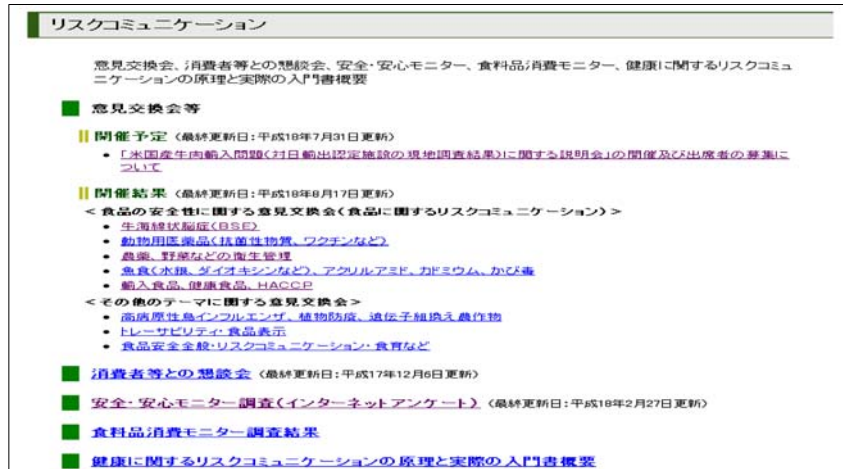 リスクコミュニケーション
意見交換会、消費者等との懇談会、安全・安心モニター、食料品消費モニター、健康に関するリスクコミュ
ニケーションの原理と実際の入門書概要
意見交換会等
開催予定（最終更新日：平成18年7月31日更新）
• 「米国産牛肉輸入問題（対日輸出認定施設の現地調査結果）に関する説明会」の開催及び出席者の募集に
ついて
開催結果（最終更新日：平成18年8月17日更新）
＜食品の安全性に関する意見交換会（食品に関するリスクコミュニケーション）＞
• 牛海綿状脳症（BSE）
• 動物用医薬品（抗菌性物質、ワクチンなど）
• 農薬、野菜などの衛生管理
• 魚食（水銀、ダイオキシンなど）、アクリルアミド、カドミウム、かび毒
• 輸入食品、健康食品、HACCP
＜その他のテーマに関する意見交換会＞
• 高病原性鳥インフルエンザ、植物防疫、遺伝子組換え農作物
• トレーサビリティ・食品表示
• 食品安全全般・リスクコミュニケーション・食育など
消費者等との懇談会（最終更新日：平成17年12月6日更新）
安全・安心モニター調査（インターネットアンケート）（最終更新日：平成18年2月27日更新）
食料品消費モニター調査結果
健康に関するリスクコミュニケーションの原理と実際の入門書概要